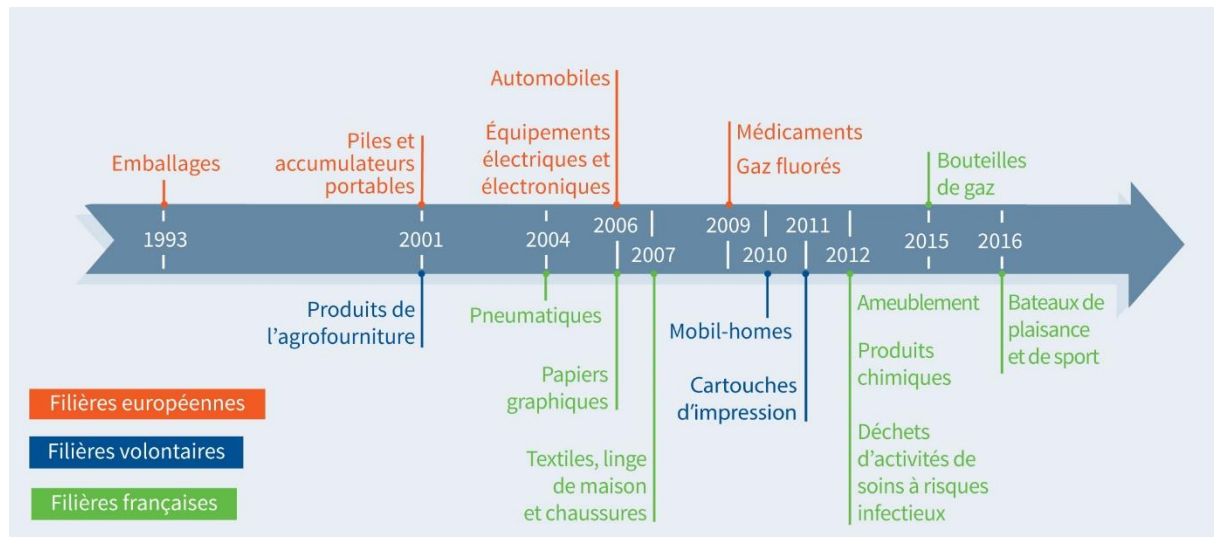 Automobiles
Équipements
électriques et
électroniques
Piles et
accumulateurs
portables
Emballages
Médicaments
Gaz fluorés
Bouteilles
de gaz
1993
2001
2004
2006
2007
2009
2010
2011
2012
2015
2016
Produits de
l'agrofourniture
Pneumatiques
Papiers
graphiques
Textiles, linge
de maison
et chaussures
Mobil-homes
Cartouches
d'impression
Ameublement
Produits
chimiques
Déchets
d'activités de
soins à risques
infectieux
Bateaux de
plaisance
et de sport
Filières européennes
Filières volontaires
Filières françaises